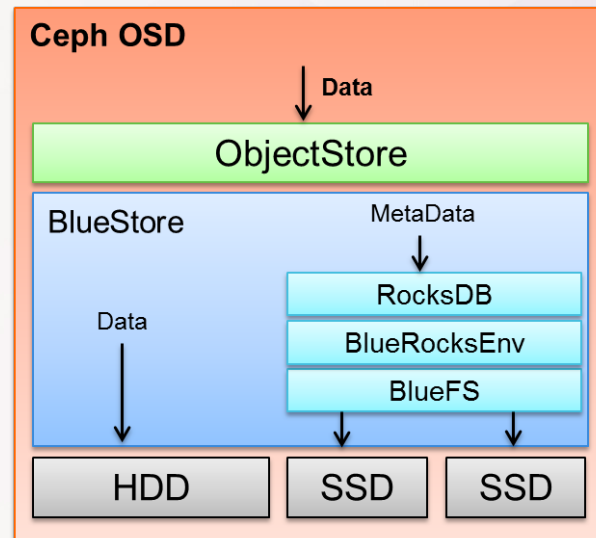 Ceph OSD
Data
ObjectStore
BlueStore
MetaData
RocksDB
Data
BlueRocksEnv
BlueFS
HDD
SSD
SSD